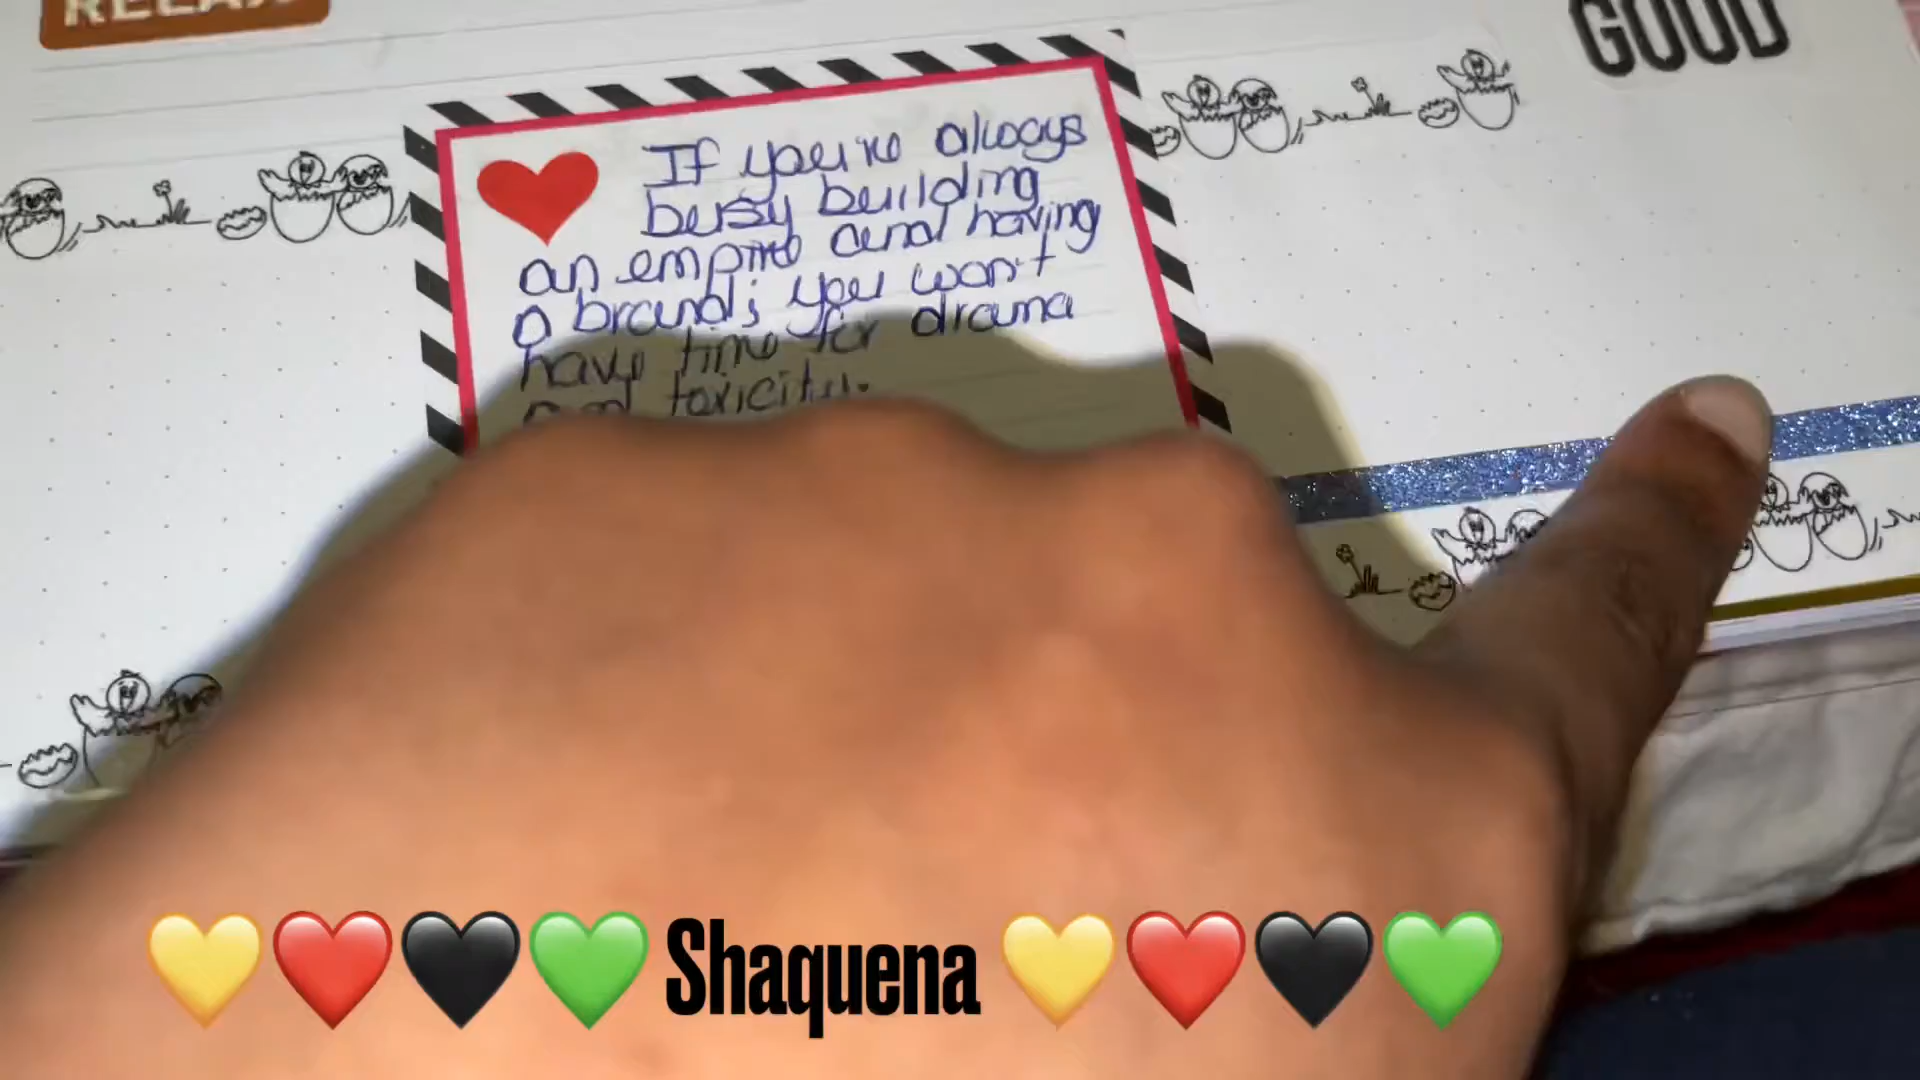 RELAX
GOOD
If you're always
busy building
an empire and having
a brand; you won't
have time for drama
and toxicity.
💛❤️🖤💚 Shaquena 💛❤️🖤💚